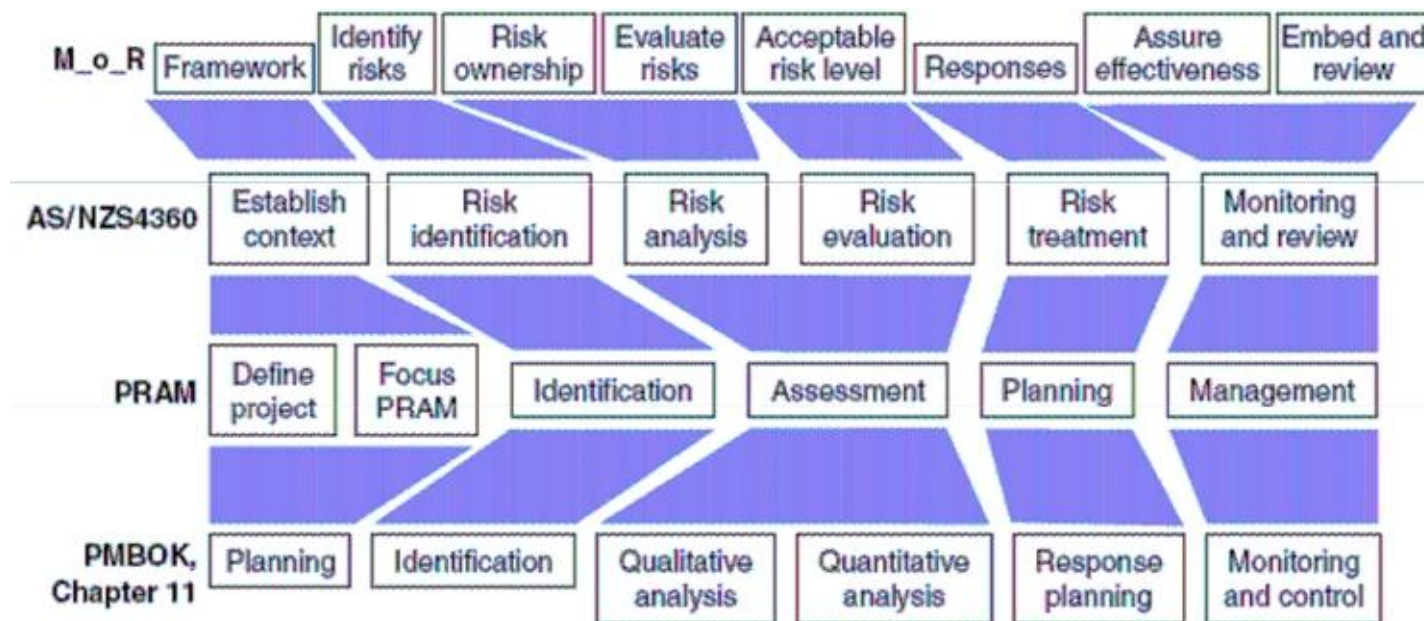 M_o_R
Framework
Identify
risks
Risk
ownership
Evaluate
risks
Acceptable
risk level
Responses
Assure
effectiveness
Embed and
review
AS/NZS4360
Establish
context
Risk
identification
Risk
analysis
Risk
evaluation
Risk
treatment
Monitoring
and review
PRAM
Define
project
Focus
PRAM
Identification
Assessment
Planning
Management
PMBOK,
Chapter 11
Planning
Identification
Qualitative
analysis
Quantitative
analysis
Response
planning
Monitoring
and control